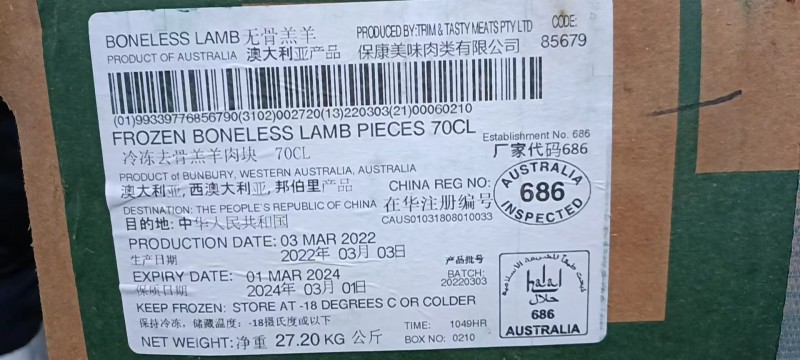 BONELESS LAMB 无骨羔羊
PRODUCED BY:TRIM & TASTY MEATS PTY LTD
CODE:
PRODUCT OF AUSTRALIA 澳大利亚产品
保康美味肉类有限公司
85679
(01)99339776856790(3102)002720(13)220303(21)00060210
FROZEN BONELESS LAMB PIECES 70CL
Establishment No. 686
冷冻去骨羔羊肉块 70CL
厂家代码686
PRODUCT of BUNBURY, WESTERN AUSTRALIA, AUSTRALIA
澳大利亚, 西澳大利亚, 邦伯里产品
CHINA REG NO:
AUSTRALIA
686
INSPECTED
DESTINATION: THE PEOPLE'S REPUBLIC OF CHINA
在华注册编号
目的地: 中华人民共和国
CAUS01031808010033
PRODUCTION DATE: 03 MAR 2022
生产日期 2022年 03月 03日
EXPIRY DATE: 01 MAR 2024
保质日期 2024年 03月 01日
产品批号
BATCH:
20220303
halal
حلال
686
AUSTRALIA
KEEP FROZEN: STORE AT -18 DEGREES C OR COLDER
保持冷冻, 储藏温度: -18摄氏度或以下
TIME: 1049HR
NET WEIGHT: 净重 27.20 KG 公斤
BOX NO: 0210